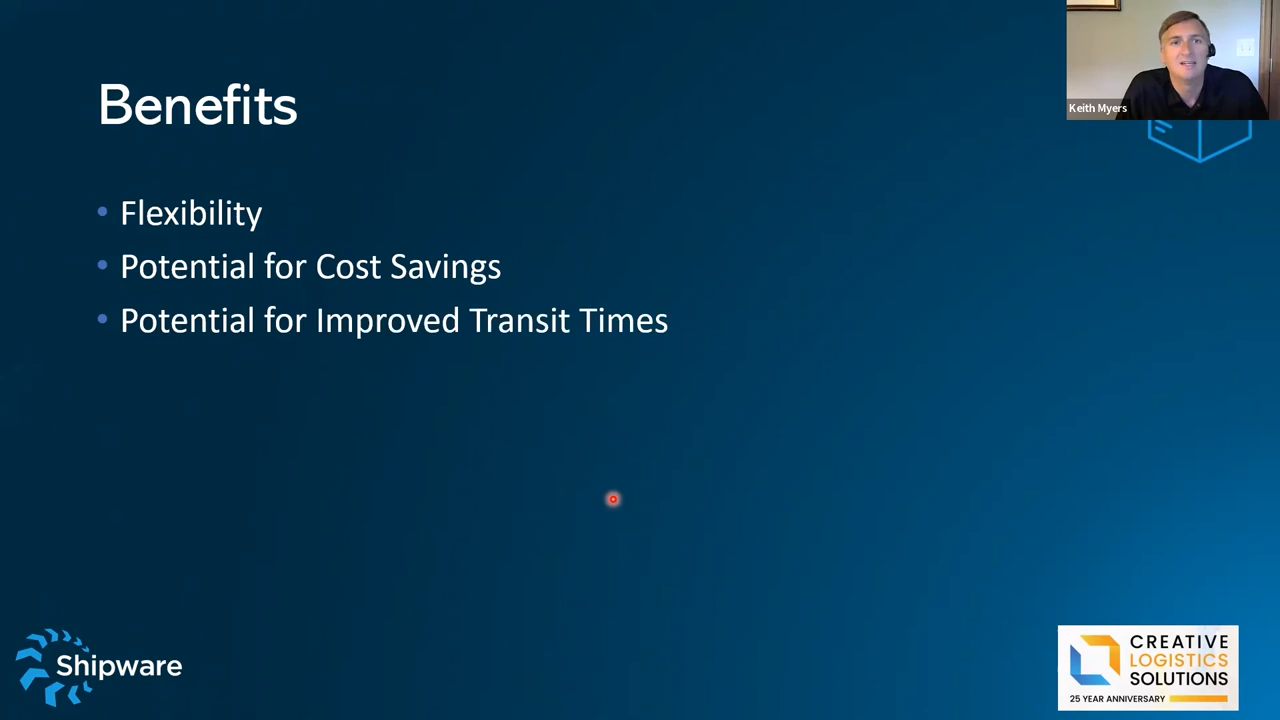 Benefits
Keith Myers
• Flexibility
• Potential for Cost Savings
• Potential for Improved Transit Times
Shipware
CREATIVE
LOGISTICS
SOLUTIONS
25 YEAR ANNIVERSARY